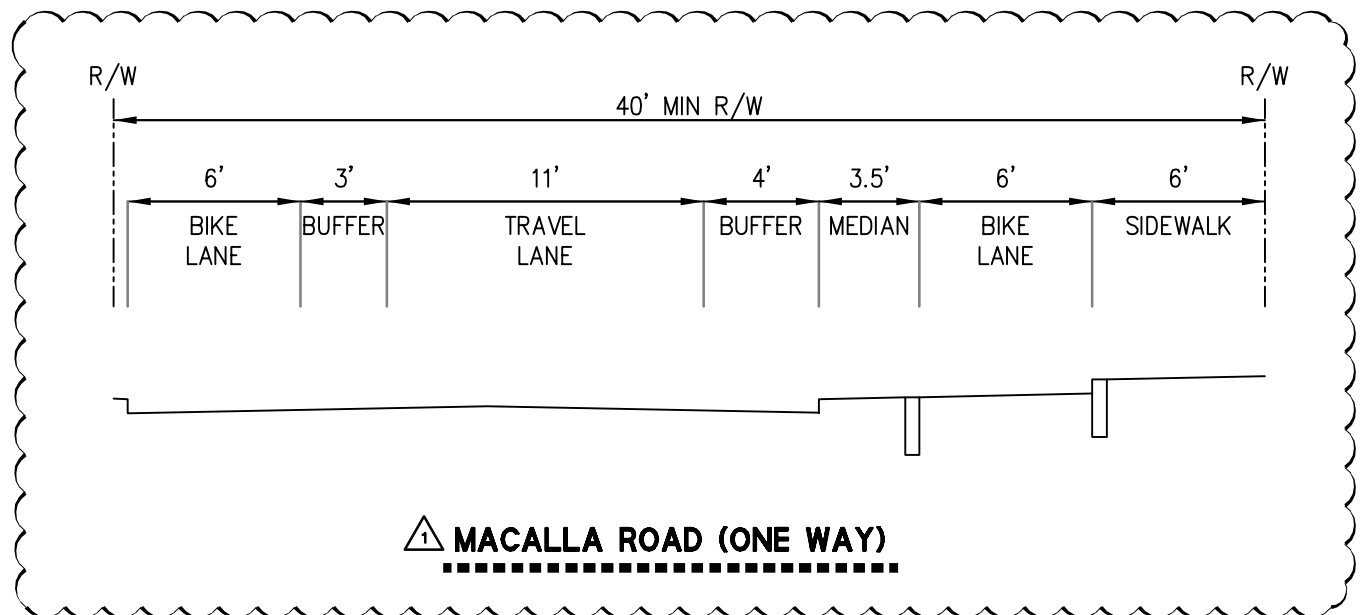 R/W R/W
40' MIN R/W
6' 3' 11' 4' 3.5' 6' 6'
BIKE BUFFER TRAVEL BUFFER MEDIAN BIKE SIDEWALK
LANE LANE LANE
1 MACALLA ROAD (ONE WAY)